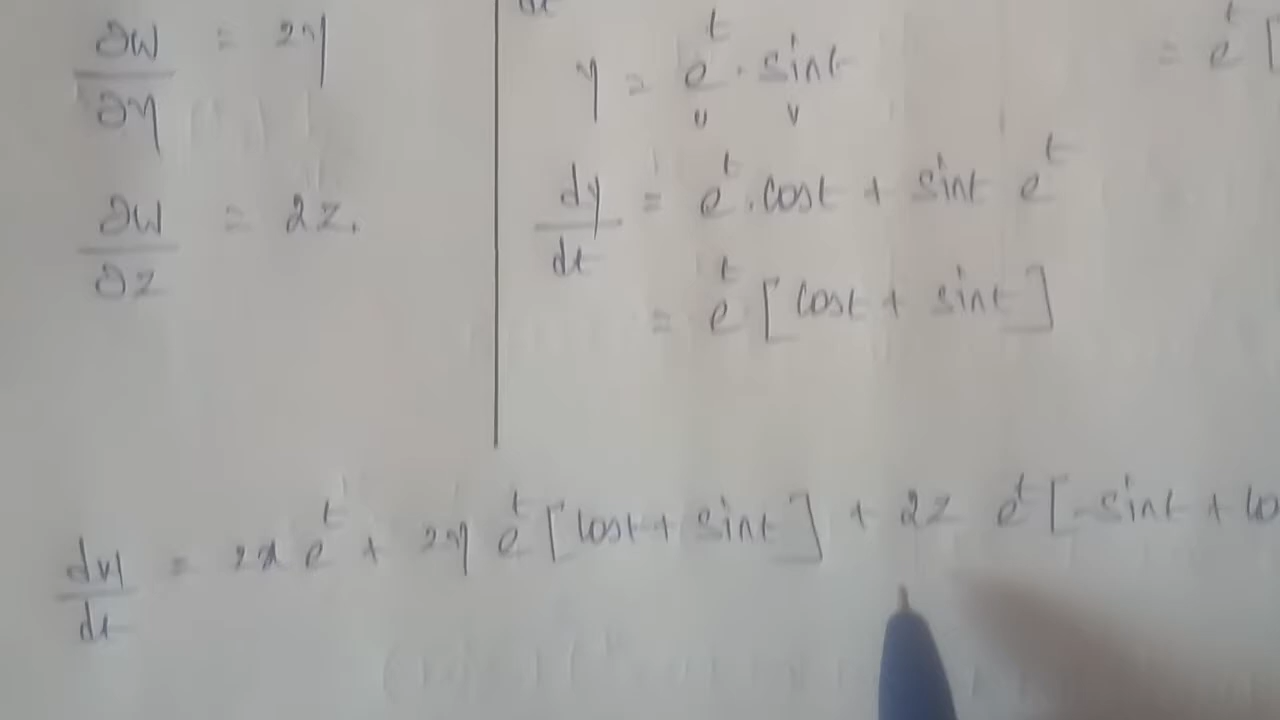 ∂w/∂y = 2y
∂w/∂z = 2z.
y = e^t . sint
u v
dy/dt = e^t . cost + sint e^t
= e^t [cost + sint]
= e^t [
dw/dt = 2x e^t + 2y e^t [cost + sint] + 2z e^t [-sint + co